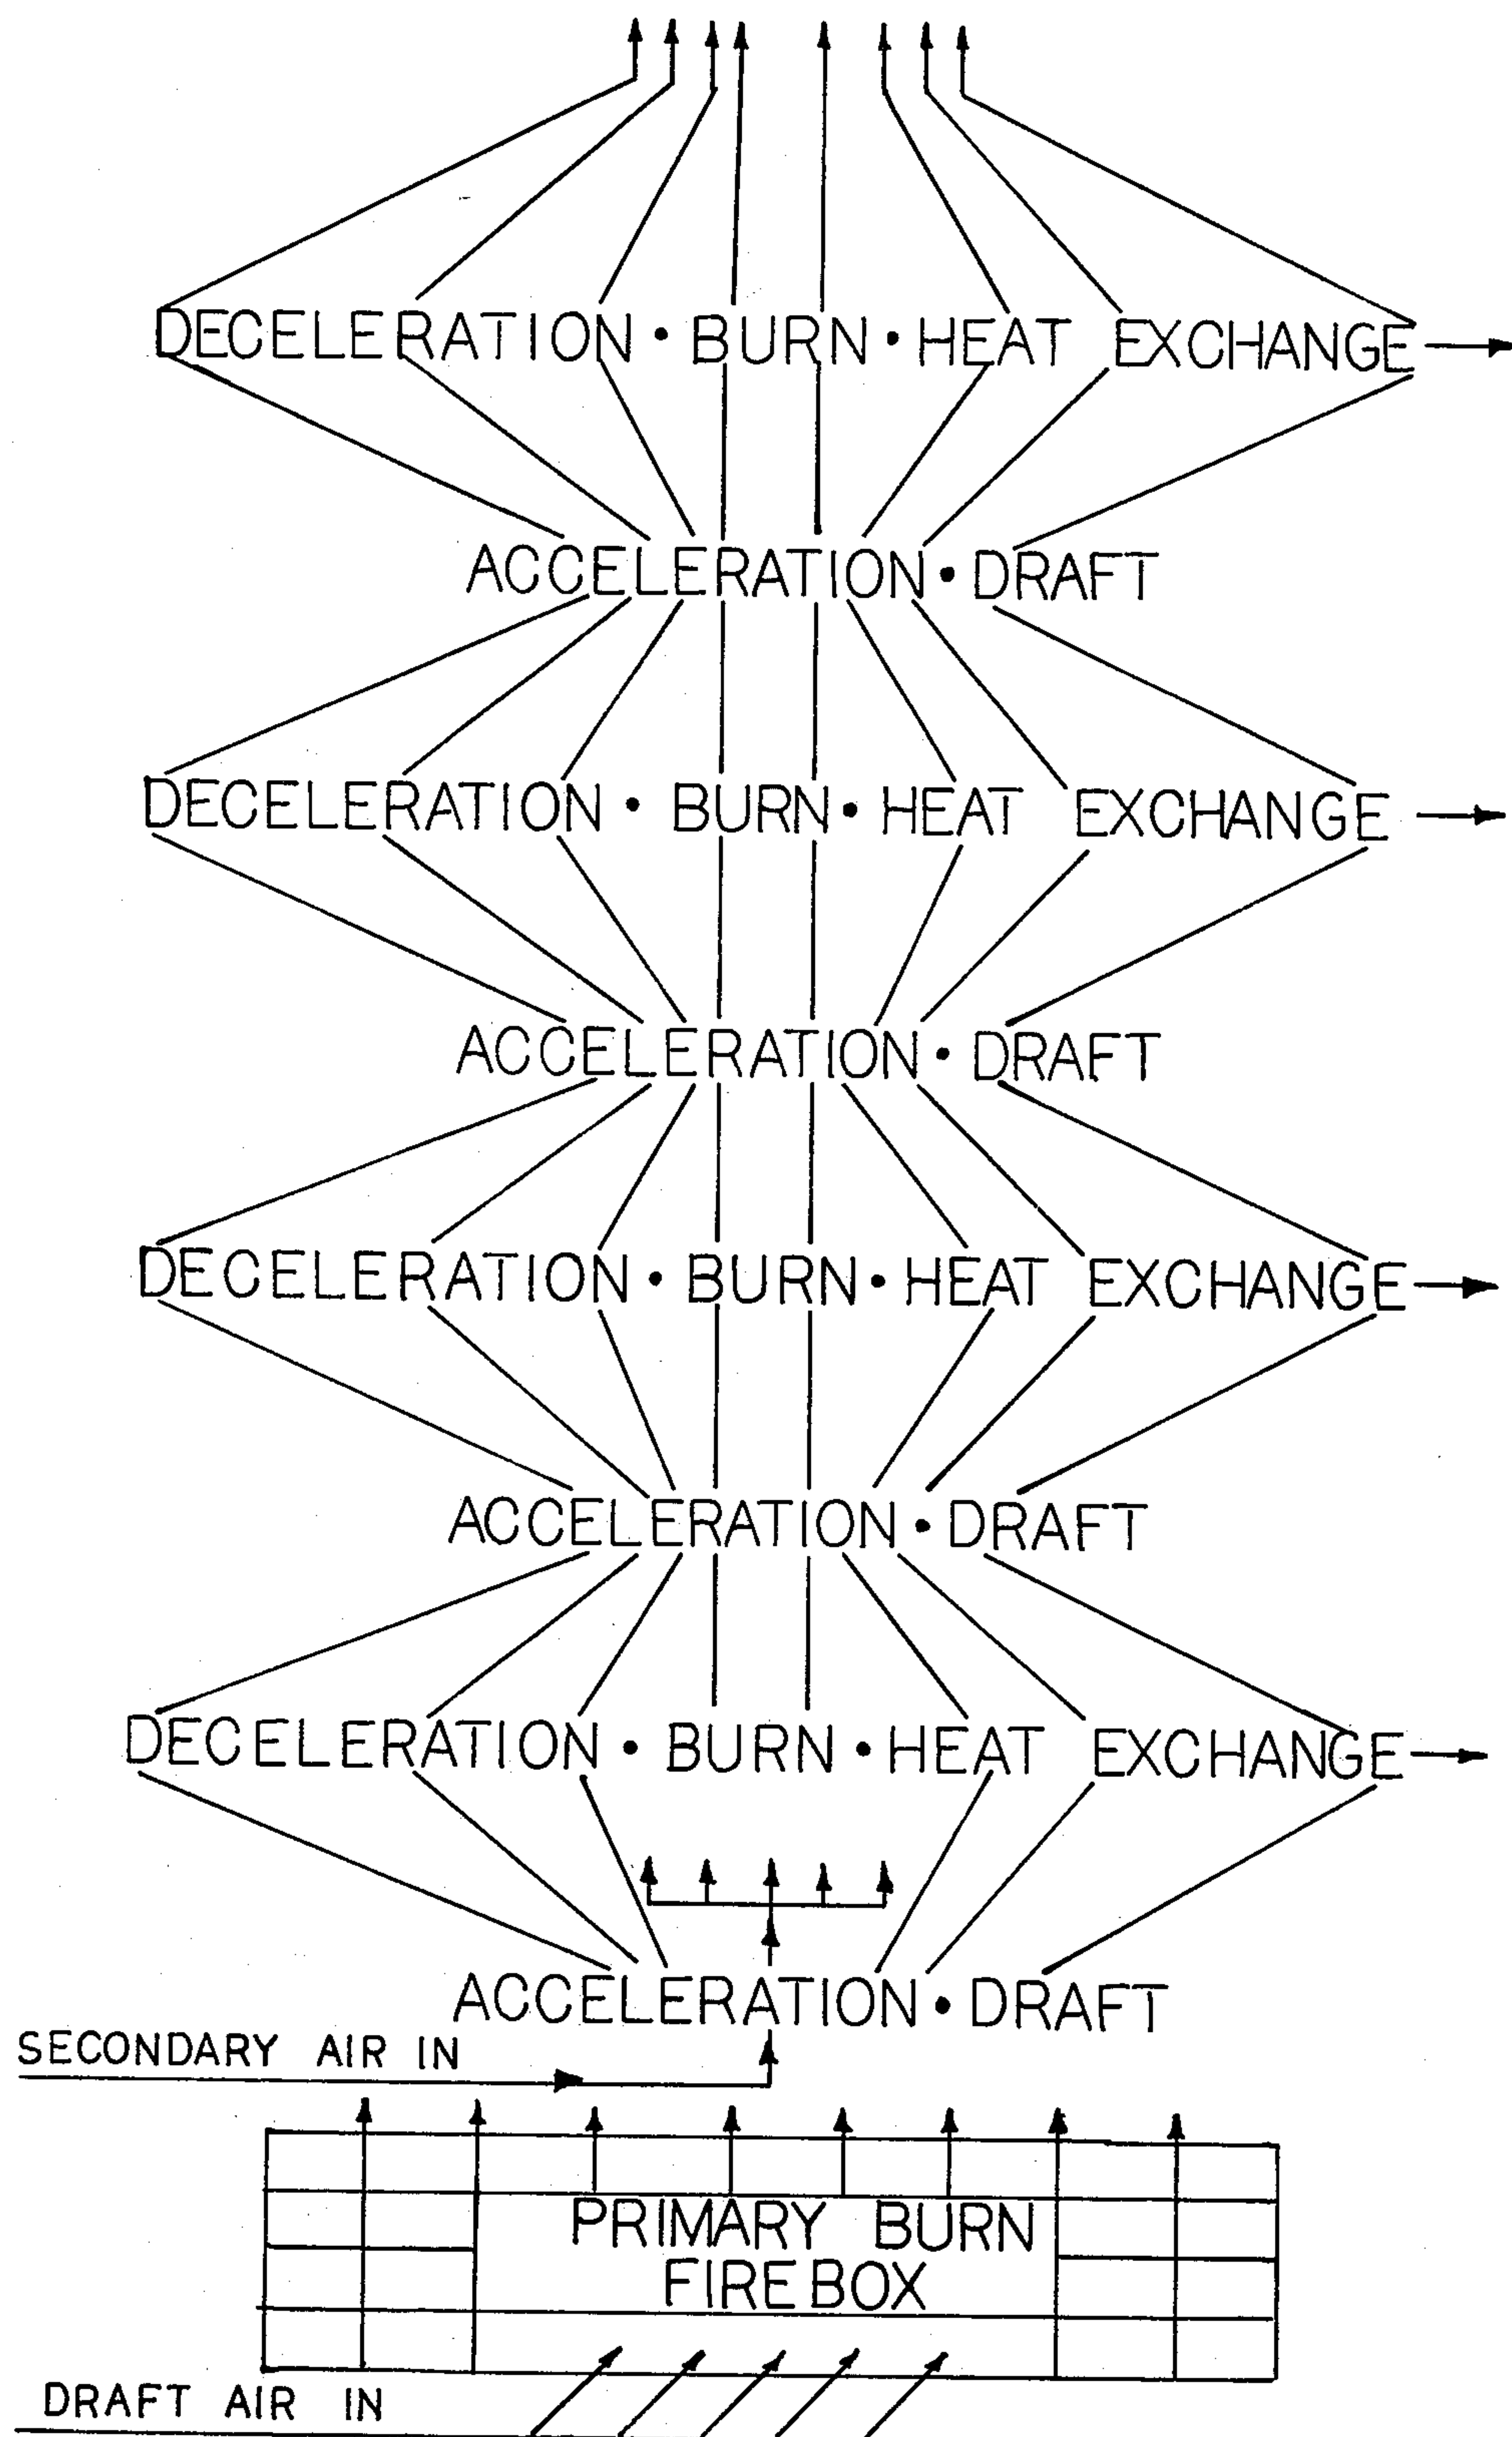 DECELERATION • BURN • HEAT EXCHANGE
ACCELERATION • DRAFT
DECELERATION • BURN • HEAT EXCHANGE
ACCELERATION • DRAFT
DECELERATION • BURN • HEAT EXCHANGE
ACCELERATION • DRAFT
DECELERATION • BURN • HEAT EXCHANGE
ACCELERATION • DRAFT
SECONDARY AIR IN
PRIMARY BURN
FIREBOX
DRAFT AIR IN